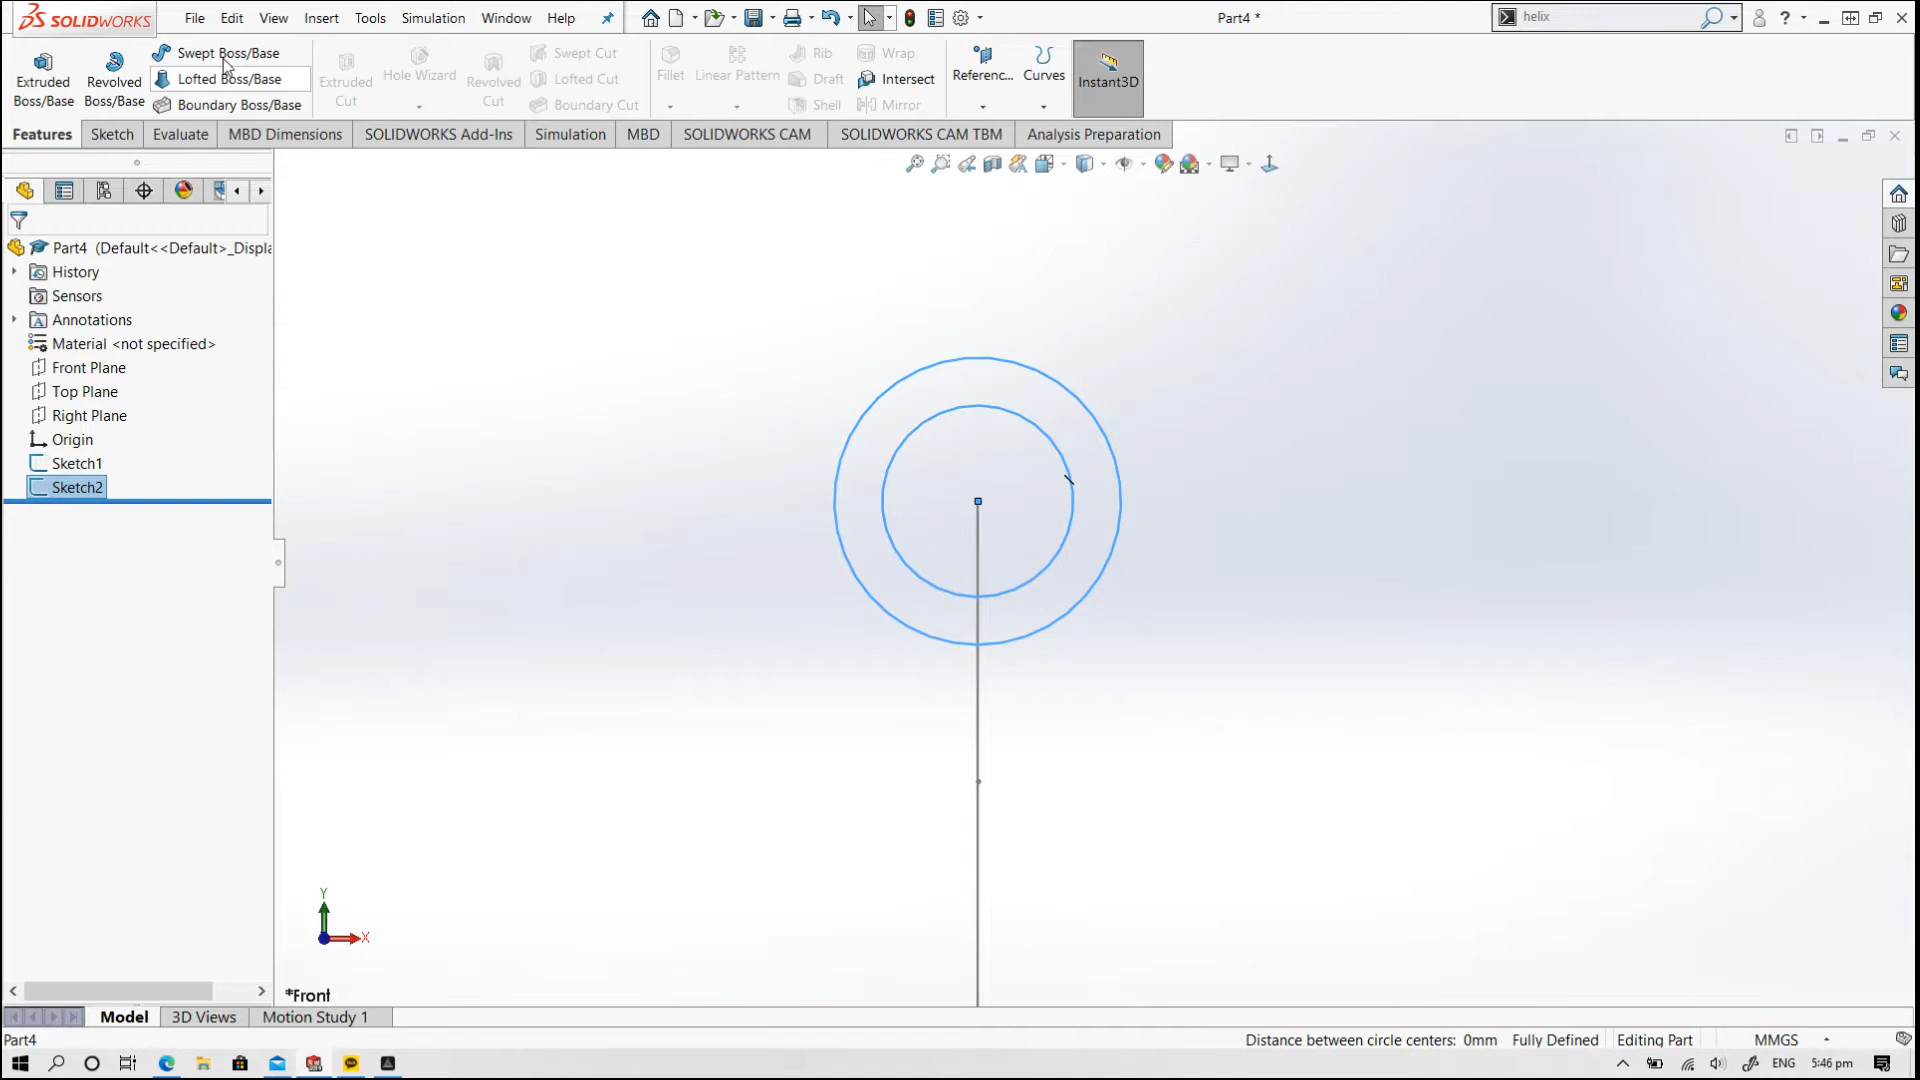 SOLIDWORKS File Edit View Insert Tools Simulation Window Help Part4 * helix
Extruded Boss/Base
Revolved Boss/Base
Swept Boss/Base
Lofted Boss/Base
Boundary Boss/Base
Extruded Cut
Hole Wizard
Revolved Cut
Swept Cut
Lofted Cut
Boundary Cut
Fillet
Linear Pattern
Rib
Draft
Shell
Wrap
Intersect
Mirror
Referenc...
Curves
Instant3D
Features Sketch Evaluate MBD Dimensions SOLIDWORKS Add-Ins Simulation MBD SOLIDWORKS CAM SOLIDWORKS CAM TBM Analysis Preparation
Part4 (Default<<Default>_Displa
History
Sensors
Annotations
Material <not specified>
Front Plane
Top Plane
Right Plane
Origin
Sketch1
Sketch2
Y
X
*Front
Model 3D Views Motion Study 1
Part4 Distance between circle centers: 0mm Fully Defined Editing Part MMGS
ENG 5:46 pm